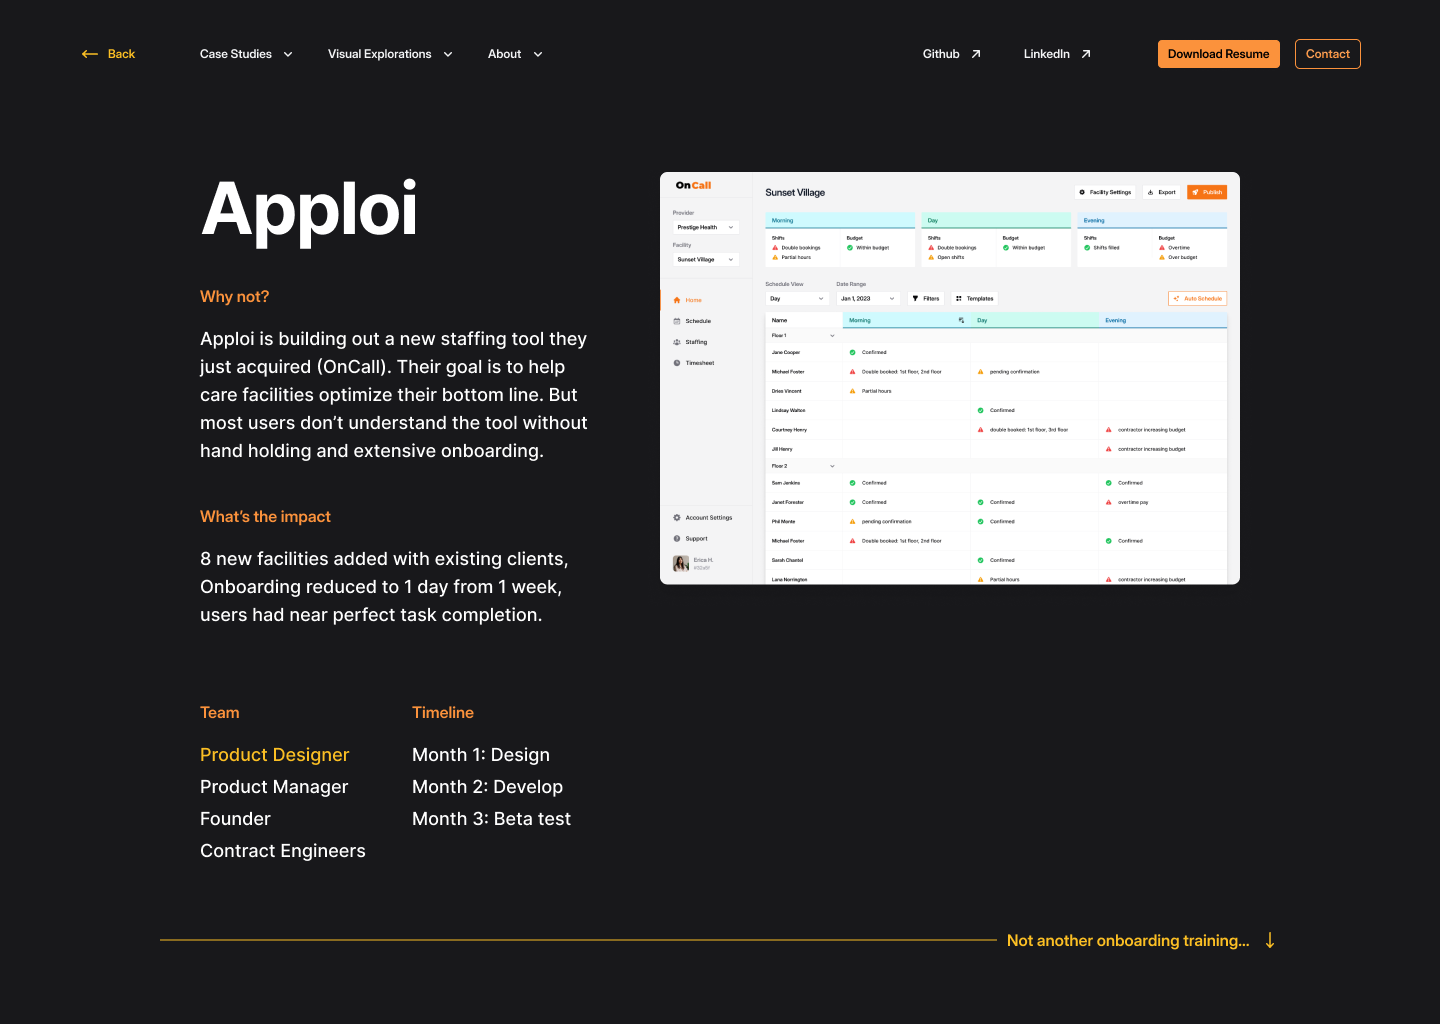 Back
Case Studies
Visual Explorations
About
Github
LinkedIn
Download Resume
Contact
Apploi
Why not?
Apploi is building out a new staffing tool they
just acquired (OnCall). Their goal is to help
care facilities optimize their bottom line. But
most users don’t understand the tool without
hand holding and extensive onboarding.
What’s the impact
8 new facilities added with existing clients,
Onboarding reduced to 1 day from 1 week,
users had near perfect task completion.
Team
Product Designer
Product Manager
Founder
Contract Engineers
Timeline
Month 1: Design
Month 2: Develop
Month 3: Beta test
OnCall
Provider
Prestige Health
Facility
Sunset Village
Home
Schedule
Staffing
Timesheet
Account Settings
Support
Erica H.
Sunset Village
Facility Settings
Export
Publish
Morning
Shifts
Double bookings
Partial hours
Budget
Within budget
Day
Shifts
Double bookings
Open shifts
Budget
Within budget
Evening
Shifts
Shifts filled
Budget
Overtime
Over budget
Schedule View
Day
Date Range
Jan 1, 2023
Filters
Templates
Auto Schedule
Name Morning Day Evening
Floor 1
Jane Cooper Confirmed
Michael Foster Double booked: 1st floor, 2nd floor pending confirmation
Dries Vincent Partial hours
Lindsay Walton Confirmed
Courtney Henry double booked: 1st floor, 3rd floor contractor increasing budget
Jill Henry contractor increasing budget
Floor 2
Sam Jenkins Confirmed Confirmed
Janet Forester Confirmed Confirmed overtime pay
Phil Monte pending confirmation Confirmed
Michael Foster Double booked: 1st floor, 2nd floor Confirmed
Sarah Chantel Confirmed
Lana Norrington Partial hours contractor increasing budget
Not another onboarding training...